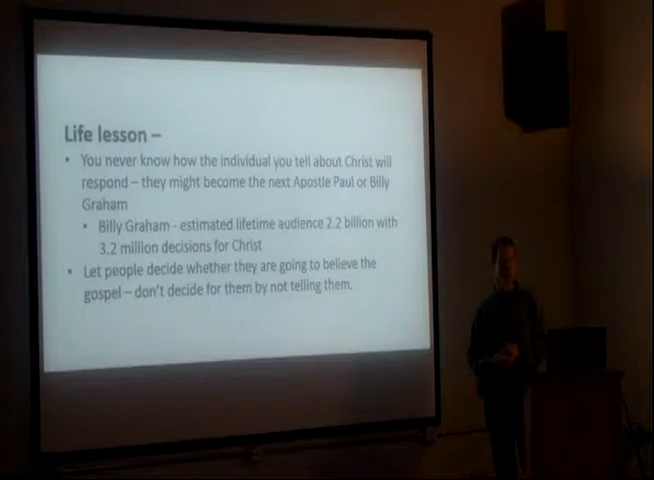 Life lesson –
• You never know how the individual you tell about Christ will
respond – they might become the next Apostle Paul or Billy
Graham
• Billy Graham - estimated lifetime audience 2.2 billion with
3.2 million decisions for Christ
• Let people decide whether they are going to believe the
gospel – don't decide for them by not telling them.